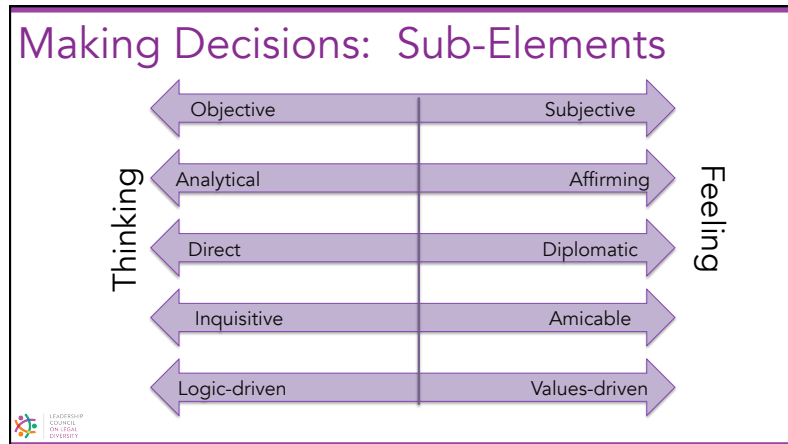 Making Decisions: Sub-Elements
Objective Subjective
Analytical Affirming
Thinking
Feeling
Direct Diplomatic
Inquisitive Amicable
Logic-driven Values-driven
LEADERSHIP
COUNCIL
ON LEGAL
DIVERSITY